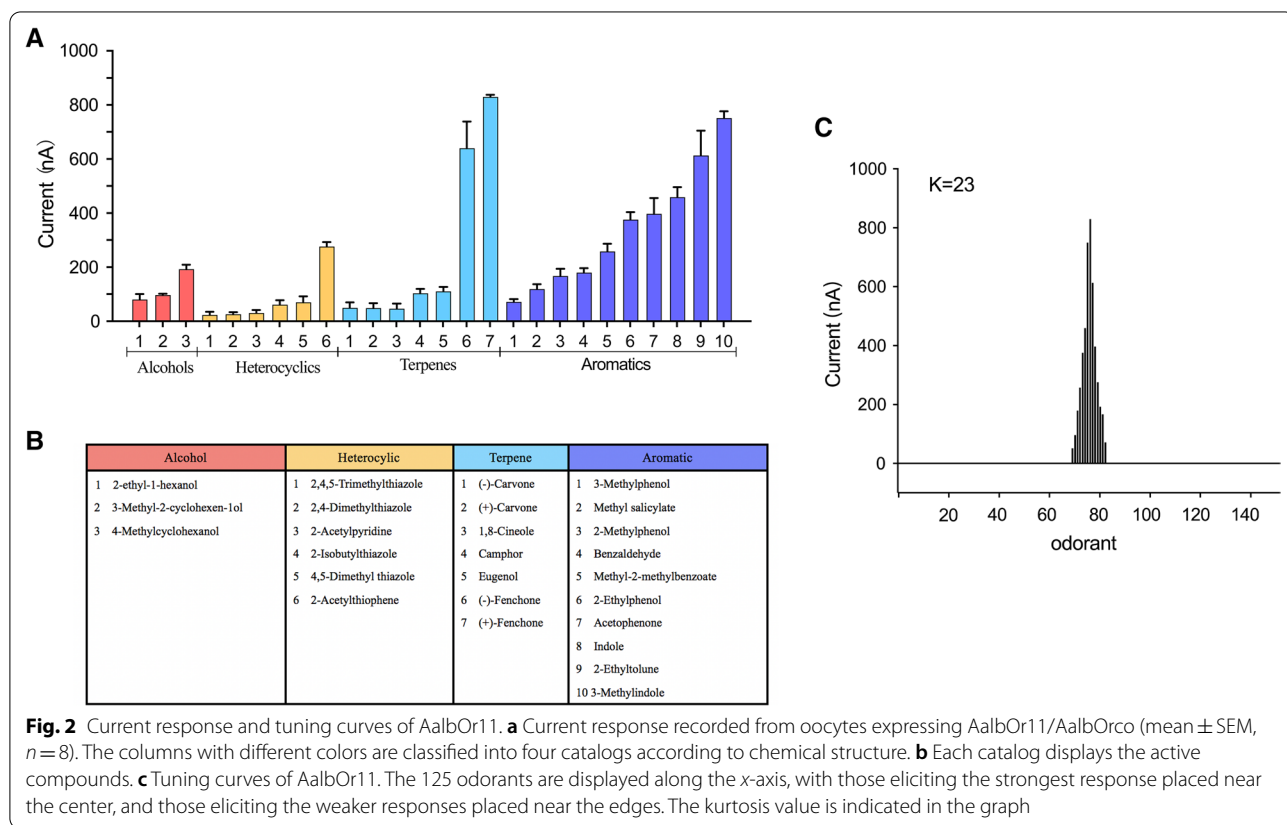 A
1000
800
600
400
200
0
Current (nA)
1 2 3 1 2 3 4 5 6 1 2 3 4 5 6 7 1 2 3 4 5 6 7 8 9 10
Alcohols Heterocyclics Terpenes Aromatics
C
1000
800
600
400
200
0
Current (nA)
K=23
20 40 60 80 100 120 140
odorant
B
Alcohol
1 2-ethyl-1-hexanol
2 3-Methyl-2-cyclohexen-1ol
3 4-Methylcyclohexanol
Heterocylic
1 2,4,5-Trimethylthiazole
2 2,4-Dimethylthiazole
3 2-Acetylpyridine
4 2-Isobutylthiazole
5 4,5-Dimethyl thiazole
6 2-Acetylthiophene
Terpene
1 (-)-Carvone
2 (+)-Carvone
3 1,8-Cineole
4 Camphor
5 Eugenol
6 (-)-Fenchone
7 (+)-Fenchone
Aromatic
1 3-Methylphenol
2 Methyl salicylate
3 2-Methylphenol
4 Benzaldehyde
5 Methyl-2-methylbenzoate
6 2-Ethylphenol
7 Acetophenone
8 Indole
9 2-Ethyltolune
10 3-Methylindole
Fig. 2 Current response and tuning curves of AalbOr11. a Current response recorded from oocytes expressing AalbOr11/AalbOrco (mean ± SEM,
n = 8). The columns with different colors are classified into four catalogs according to chemical structure. b Each catalog displays the active
compounds. c Tuning curves of AalbOr11. The 125 odorants are displayed along the x-axis, with those eliciting the strongest response placed near
the center, and those eliciting the weaker responses placed near the edges. The kurtosis value is indicated in the graph